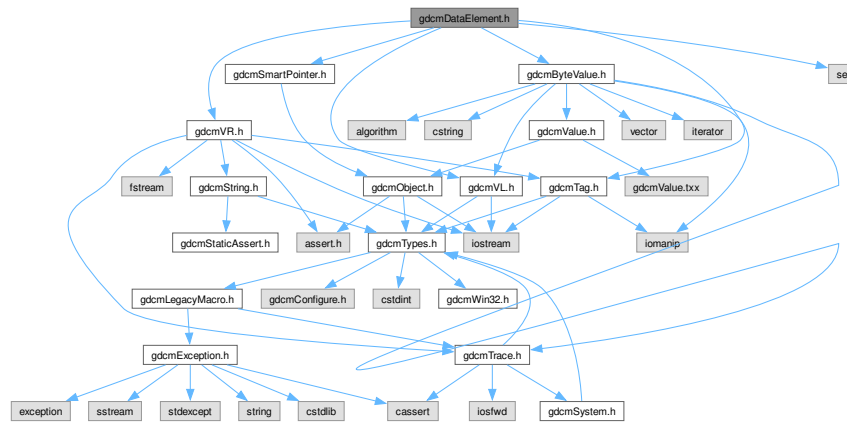 gdcmDataElement.h
gdcmSmartPointer.h
gdcmByteValue.h
se
gdcmVR.h
algorithm
cstring
gdcmValue.h
vector
iterator
fstream
gdcmString.h
gdcmObject.h
gdcmVL.h
gdcmTag.h
gdcmValue.txx
gdcmStaticAssert.h
assert.h
gdcmTypes.h
iostream
iomanip
gdcmLegacyMacro.h
gdcmConfigure.h
cstdint
gdcmWin32.h
gdcmException.h
gdcmTrace.h
exception
sstream
stdexcept
string
cstdlib
cassert
iosfwd
gdcmSystem.h